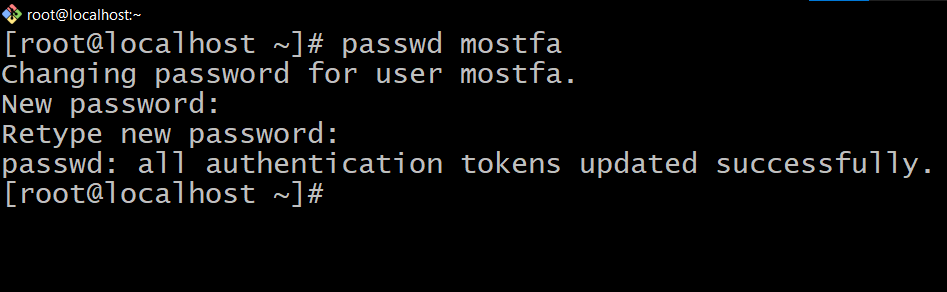 root@localhost:~
[root@localhost ~]# passwd mostfa
Changing password for user mostfa.
New password:
Retype new password:
passwd: all authentication tokens updated successfully.
[root@localhost ~]#